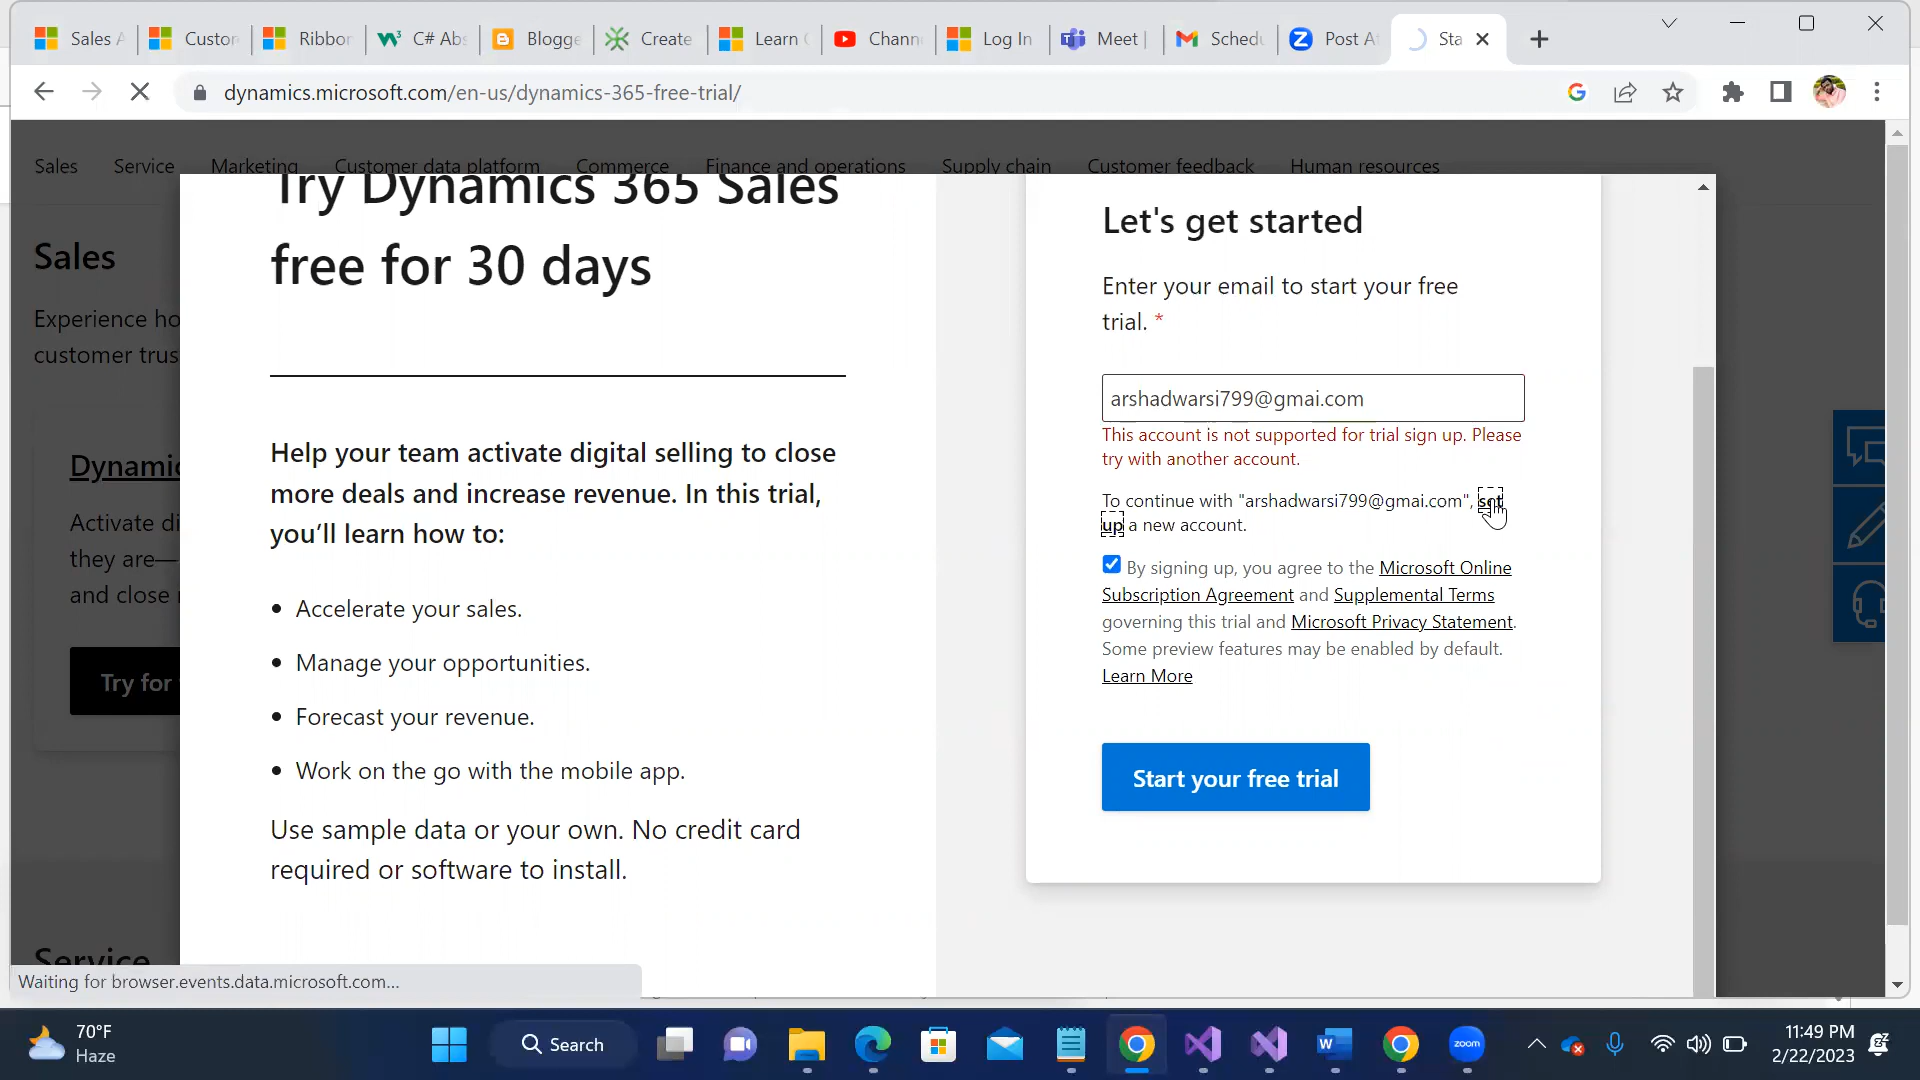 Sales A
Custor
Ribbor
C# Abs
Blogge
Create
Learn
Chann
Log In
Meet |
Schedu
Post A
Sta
dynamics.microsoft.com/en-us/dynamics-365-free-trial/
Sales Service Marketing Customer data platform Commerce Finance and operations Supply chain Customer feedback Human resources
Sales
Experience ho
customer trus
Dynamic
Activate di
they are—
and close
Try for
Service
Try Dynamics 365 Sales
free for 30 days
Help your team activate digital selling to close
more deals and increase revenue. In this trial,
you’ll learn how to:
• Accelerate your sales.
• Manage your opportunities.
• Forecast your revenue.
• Work on the go with the mobile app.
Use sample data or your own. No credit card
required or software to install.
Let's get started
Enter your email to start your free
trial. *
arshadwarsi799@gmai.com
This account is not supported for trial sign up. Please
try with another account.
To continue with "arshadwarsi799@gmai.com", set
up a new account.
By signing up, you agree to the Microsoft Online
Subscription Agreement and Supplemental Terms
governing this trial and Microsoft Privacy Statement.
Some preview features may be enabled by default.
Learn More
Start your free trial
Waiting for browser.events.data.microsoft.com...
70°F
Haze
Search
zoom
11:49 PM
2/22/2023